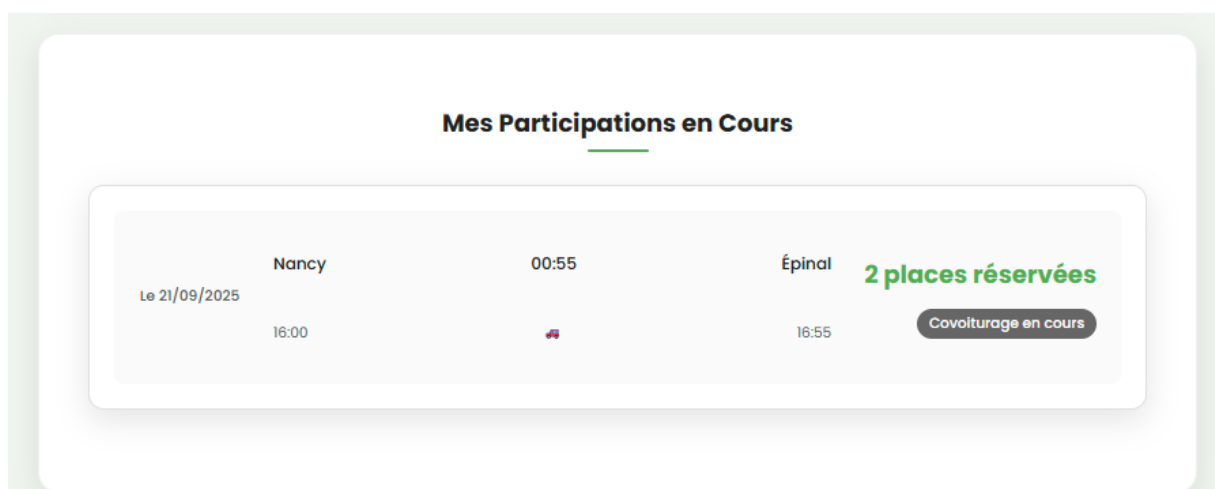 Mes Participations en Cours
Nancy 00:55 Épinal
2 places réservées
Le 21/09/2025
16:00 16:55
Covoiturage en cours